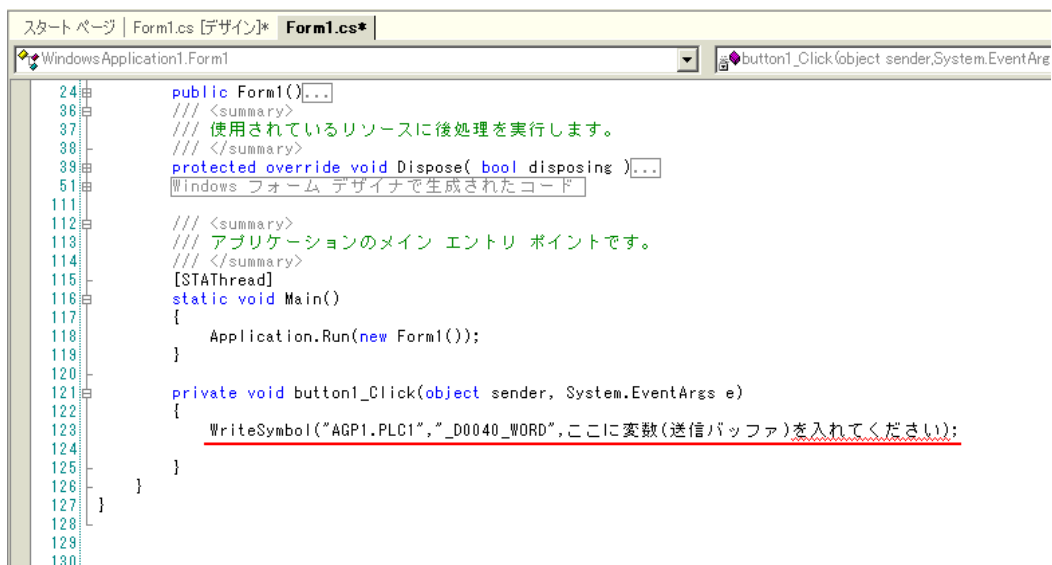 スタート ページ | Form1.cs [デザイン]* Form1.cs*
WindowsApplication1.Form1 button1_Click(object sender,System.EventArg
24 public Form1()...
36 /// <summary>
37 /// 使用されているリソースに後処理を実行します。
38 /// </summary>
39 protected override void Dispose( bool disposing )...
51 Windows フォーム デザイナで生成されたコード
111
112 /// <summary>
113 /// アプリケーションのメイン エントリ ポイントです。
114 /// </summary>
115 [STAThread]
116 static void Main()
117 {
118 Application.Run(new Form1());
119 }
120
121 private void button1_Click(object sender, System.EventArgs e)
122 {
123 WriteSymbol("AGP1.PLC1","_D0040_WORD",ここに変数(送信バッファ)を入れてください);
124
125 }
126 }
127 }
128
129
130